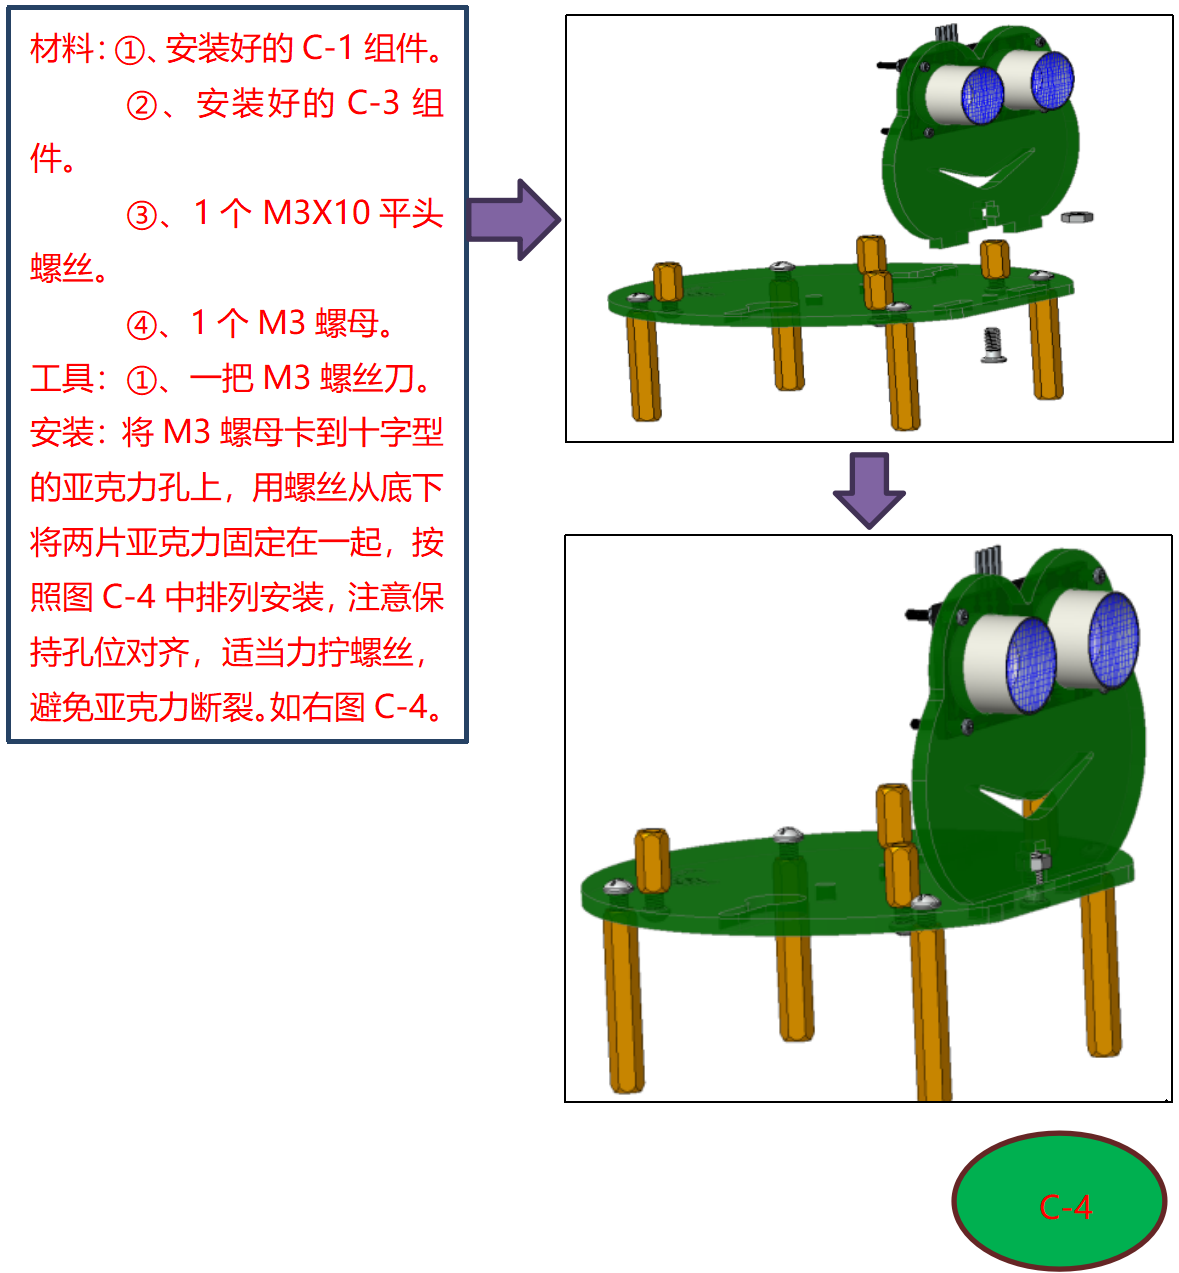 材料：①、安装好的 C-1 组件。
②、安装好的 C-3 组
件。
③、1 个 M3X10 平头
螺丝。
④、1 个 M3 螺母。
工具：①、一把 M3 螺丝刀。
安装：将 M3 螺母卡到十字型
的亚克力孔上，用螺丝从底下
将两片亚克力固定在一起，按
照图 C-4 中排列安装，注意保
持孔位对齐，适当力拧螺丝，
避免亚克力断裂。如右图 C-4。
C-4